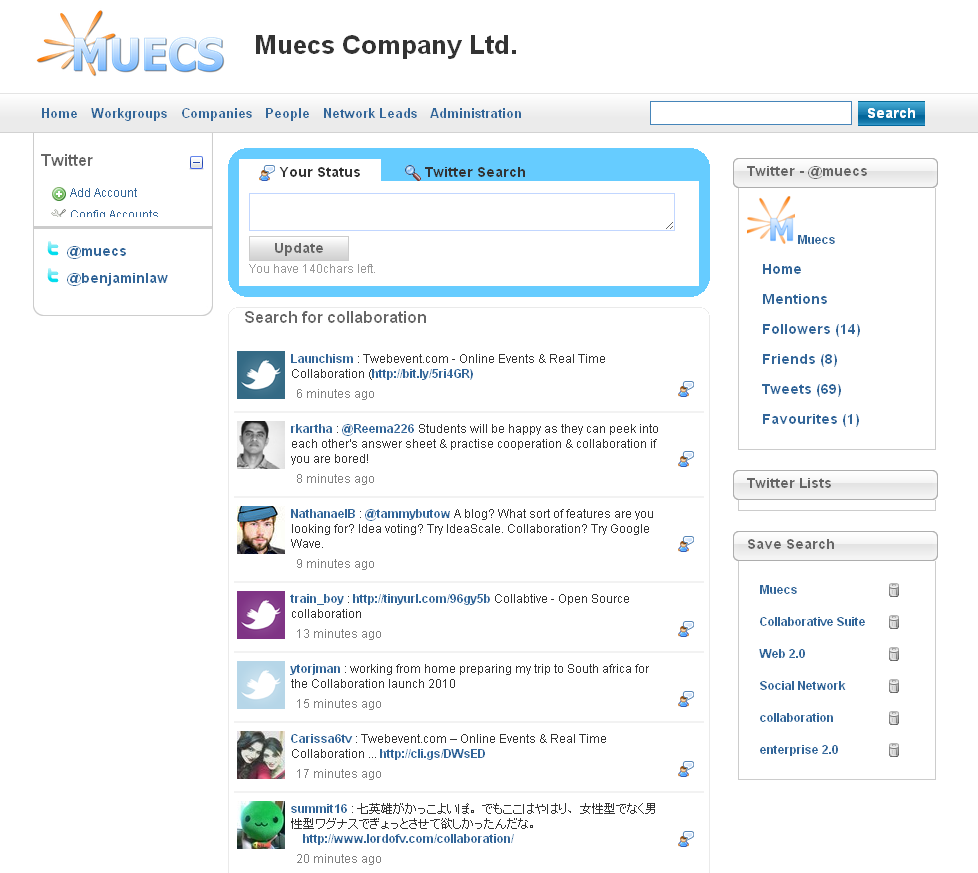 MUECS
Muecs Company Ltd.
Home Workgroups Companies People Network Leads Administration
Search
Twitter
Add Account
Config Accounts
@muecs
@benjaminlaw
Your Status Twitter Search
Update
You have 140chars left.
Search for collaboration
Launchism : Twebevent.com - Online Events & Real Time
Collaboration (http://bit.ly/5ri4GR)
6 minutes ago
rkartha : @Reema226 Students will be happy as they can peek into
each other's answer sheet & practise cooperation & collaboration if
you are bored!
8 minutes ago
NathanaelB : @tammybutow A blog? What sort of features are you
looking for? Idea voting? Try IdeaScale. Collaboration? Try Google
Wave.
9 minutes ago
train_boy : http://tinyurl.com/96gy5b Collabtive - Open Source
collaboration
13 minutes ago
ytorjman : working from home preparing my trip to South africa for
the Collaboration launch 2010
15 minutes ago
Carissa6tv : Twebevent.com – Online Events & Real Time
Collaboration ... http://cli.gs/DWsED
17 minutes ago
summit16 : 七英雄がかっこよいぽ。でもここはやはり、女性型でなく男
性型ワグナスでぎょっとさせて欲しかったんだな。
http://www.lordofv.com/collaboration/
20 minutes ago
Twitter - @muecs
M
Muecs
Home
Mentions
Followers (14)
Friends (8)
Tweets (69)
Favourites (1)
Twitter Lists
Save Search
Muecs
Collaborative Suite
Web 2.0
Social Network
collaboration
enterprise 2.0